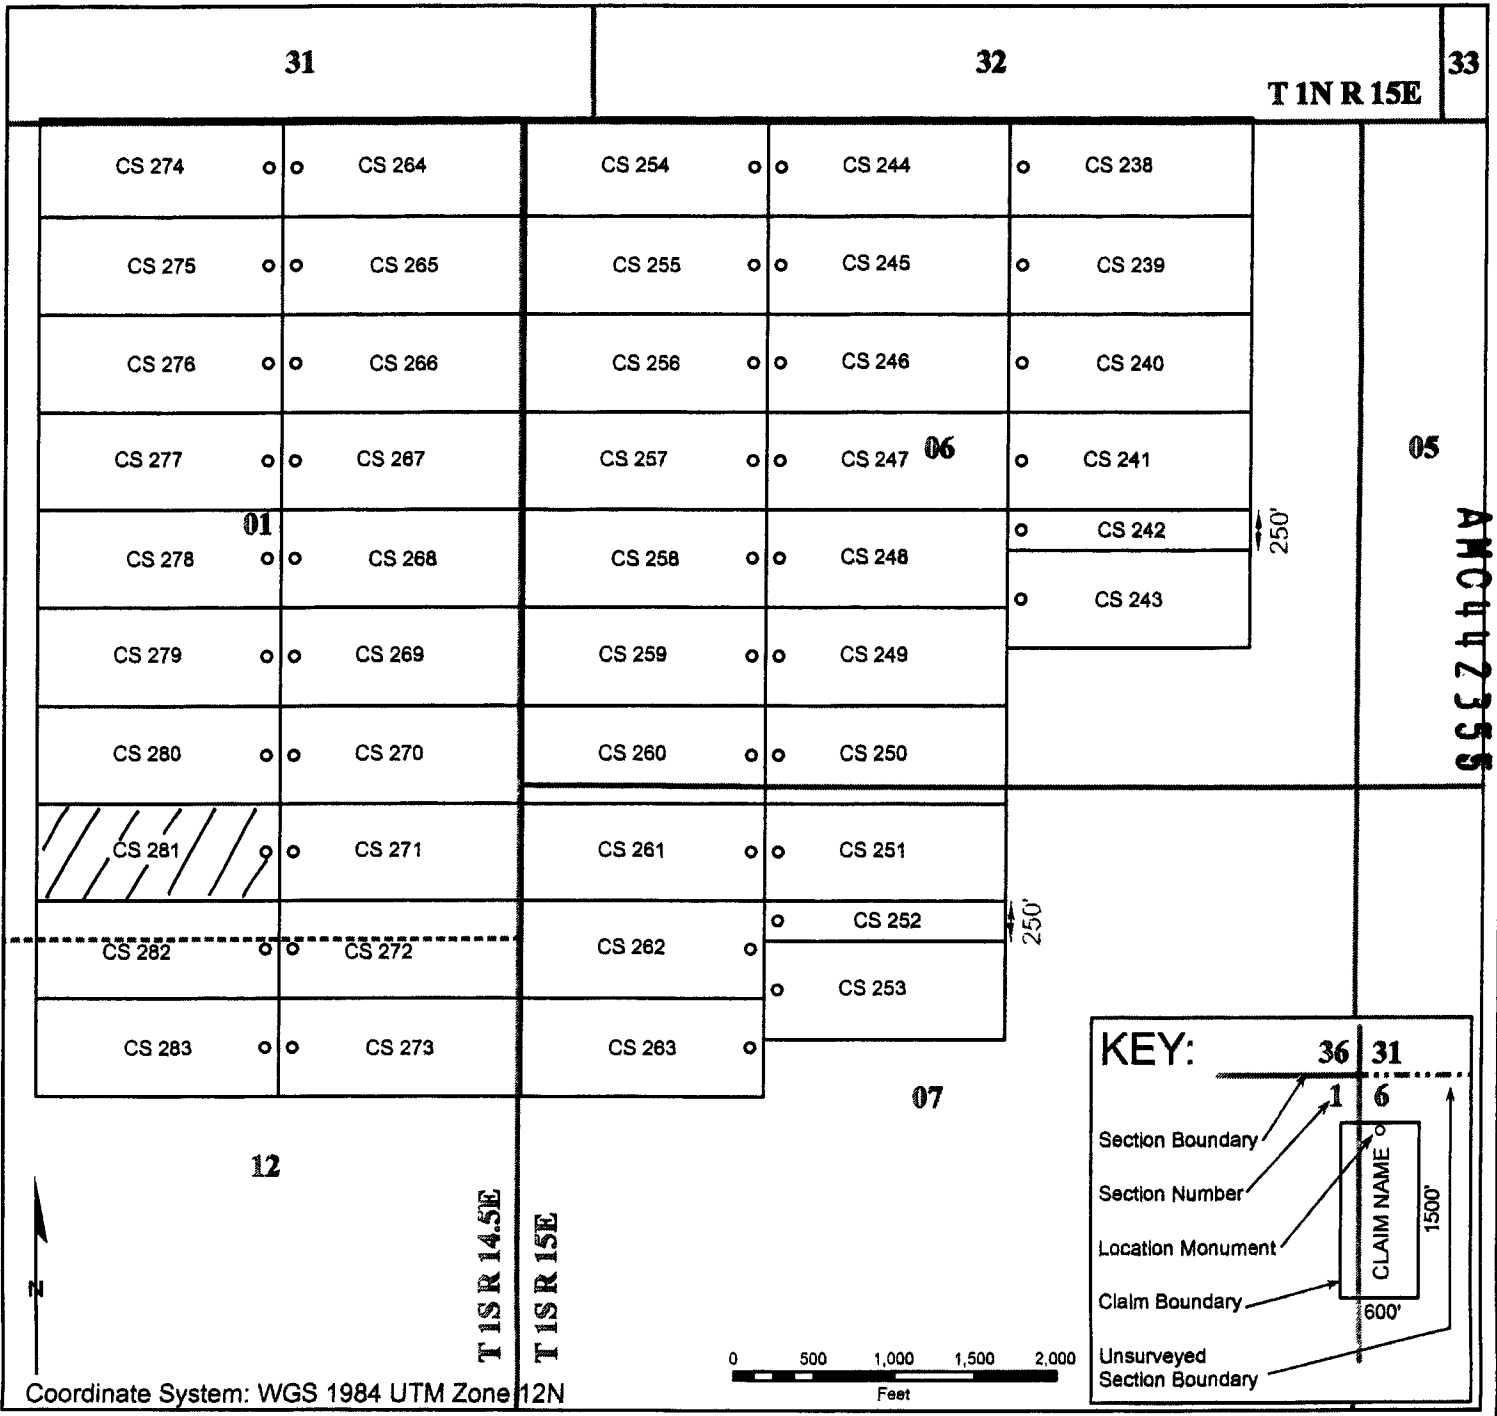 31 32 33
T 1N R 15E
CS 274 CS 264 CS 254 CS 244 CS 238
CS 275 CS 265 CS 255 CS 245 CS 239
CS 276 CS 266 CS 256 CS 246 CS 240
CS 277 CS 267 CS 257 CS 247 06 CS 241 05
01
CS 278 CS 268 CS 258 CS 248 CS 242 250'
CS 243
CS 279 CS 269 CS 259 CS 249
AMC442355
CS 280 CS 270 CS 260 CS 250
CS 281 CS 271 CS 261 CS 251
CS 252 250'
CS 282 CS 272 CS 262
CS 253
CS 283 CS 273 CS 263
07
12
T 1S R 14.5E
T 1S R 15E
N
KEY:
36 31
1 6
Section Boundary
Section Number
Location Monument
Claim Boundary
Unsurveyed
Section Boundary
CLAIM NAME
1500'
600'
0 500 1,000 1,500 2,000
Feet
Coordinate System: WGS 1984 UTM Zone 12N